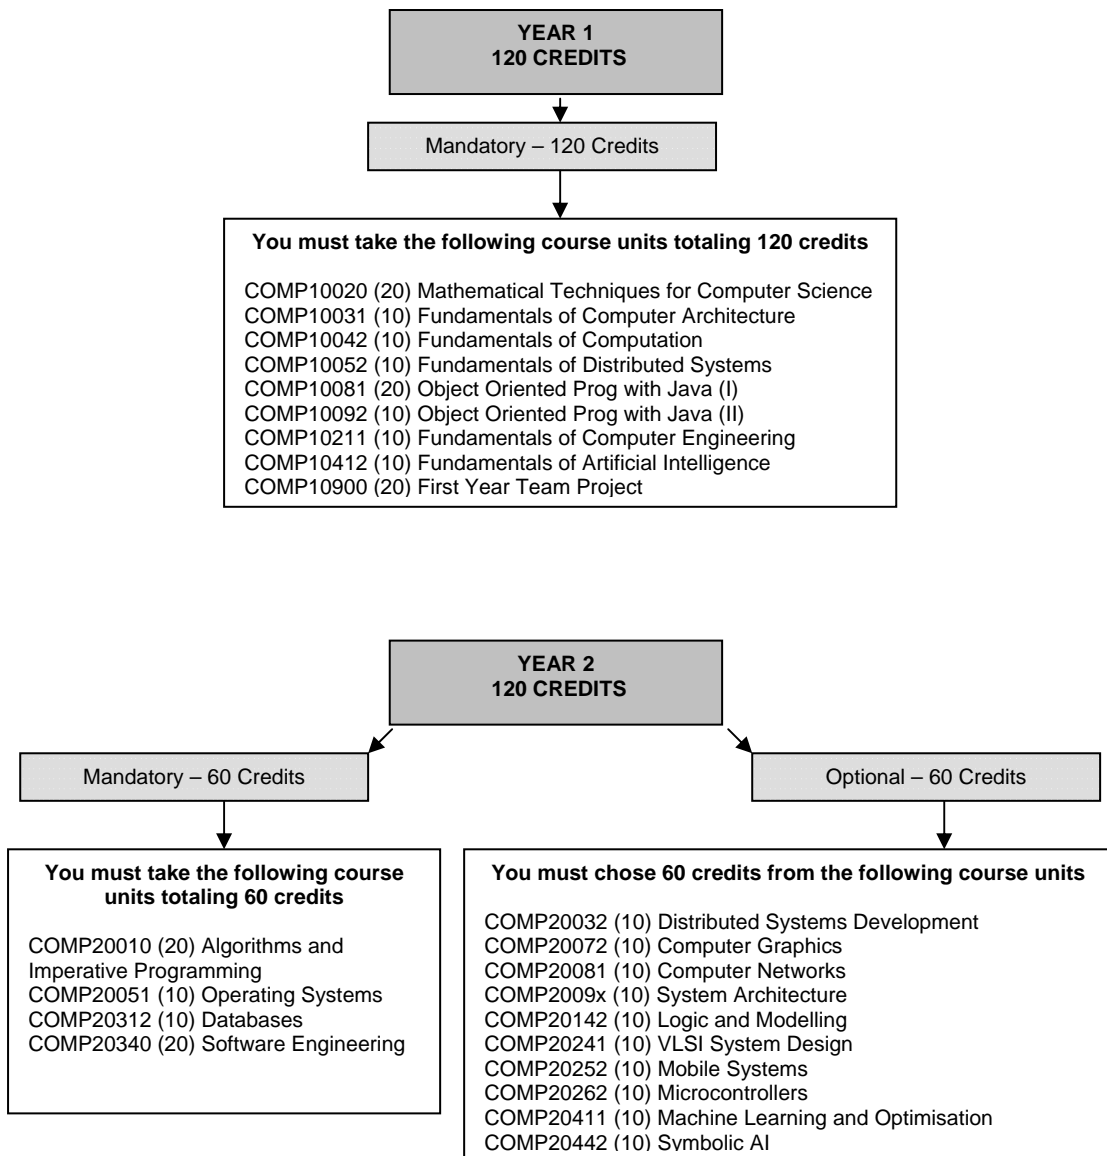 YEAR 1
120 CREDITS
Mandatory – 120 Credits
You must take the following course units totaling 120 credits
COMP10020 (20) Mathematical Techniques for Computer Science
COMP10031 (10) Fundamentals of Computer Architecture
COMP10042 (10) Fundamentals of Computation
COMP10052 (10) Fundamentals of Distributed Systems
COMP10081 (20) Object Oriented Prog with Java (I)
COMP10092 (10) Object Oriented Prog with Java (II)
COMP10211 (10) Fundamentals of Computer Engineering
COMP10412 (10) Fundamentals of Artificial Intelligence
COMP10900 (20) First Year Team Project
YEAR 2
120 CREDITS
Mandatory – 60 Credits
Optional – 60 Credits
You must take the following course
units totaling 60 credits
COMP20010 (20) Algorithms and
Imperative Programming
COMP20051 (10) Operating Systems
COMP20312 (10) Databases
COMP20340 (20) Software Engineering
You must chose 60 credits from the following course units
COMP20032 (10) Distributed Systems Development
COMP20072 (10) Computer Graphics
COMP20081 (10) Computer Networks
COMP2009x (10) System Architecture
COMP20142 (10) Logic and Modelling
COMP20241 (10) VLSI System Design
COMP20252 (10) Mobile Systems
COMP20262 (10) Microcontrollers
COMP20411 (10) Machine Learning and Optimisation
COMP20442 (10) Symbolic AI